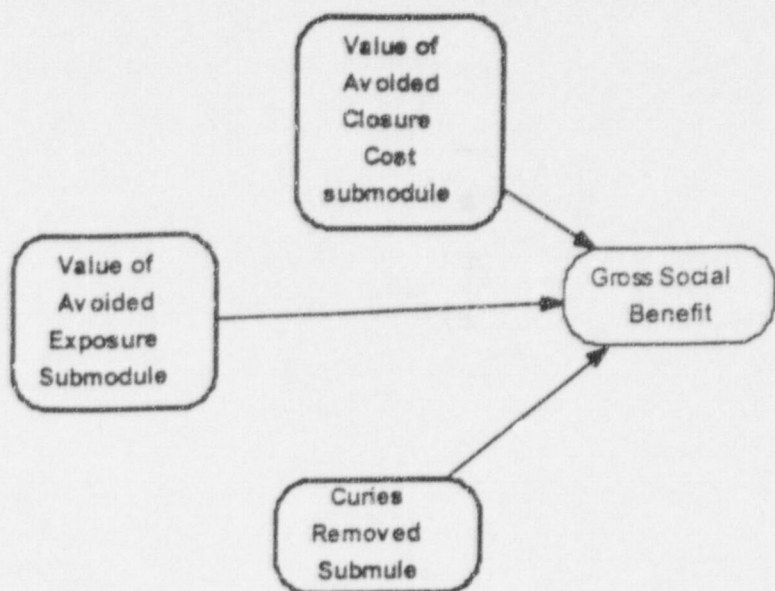 Value of
Avoided
Closure
Cost
submodule
Value of
Avoided
Exposure
Submodule
Gross Social
Benefit
Curies
Removed
Submule